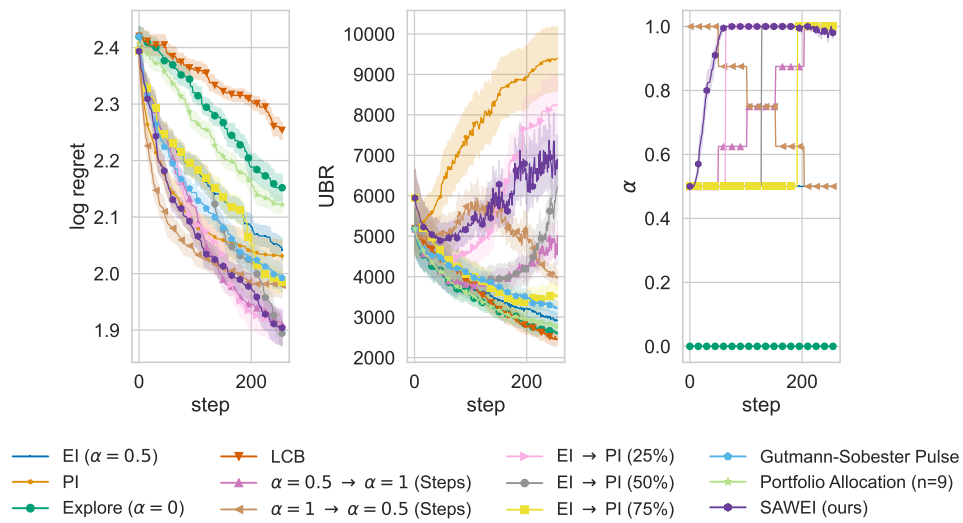 2.4
2.3
2.2
2.1
2.0
1.9
log regret
0
200
step
10000
9000
8000
7000
6000
5000
4000
3000
2000
UBR
0
200
step
1.0
0.8
0.6
0.4
0.2
0.0
α
0
200
step
EI (α = 0.5)
PI
Explore (α = 0)
LCB
α = 0.5 → α = 1 (Steps)
α = 1 → α = 0.5 (Steps)
EI → PI (25%)
EI → PI (50%)
EI → PI (75%)
Gutmann-Sobester Pulse
Portfolio Allocation (n=9)
SAWEI (ours)